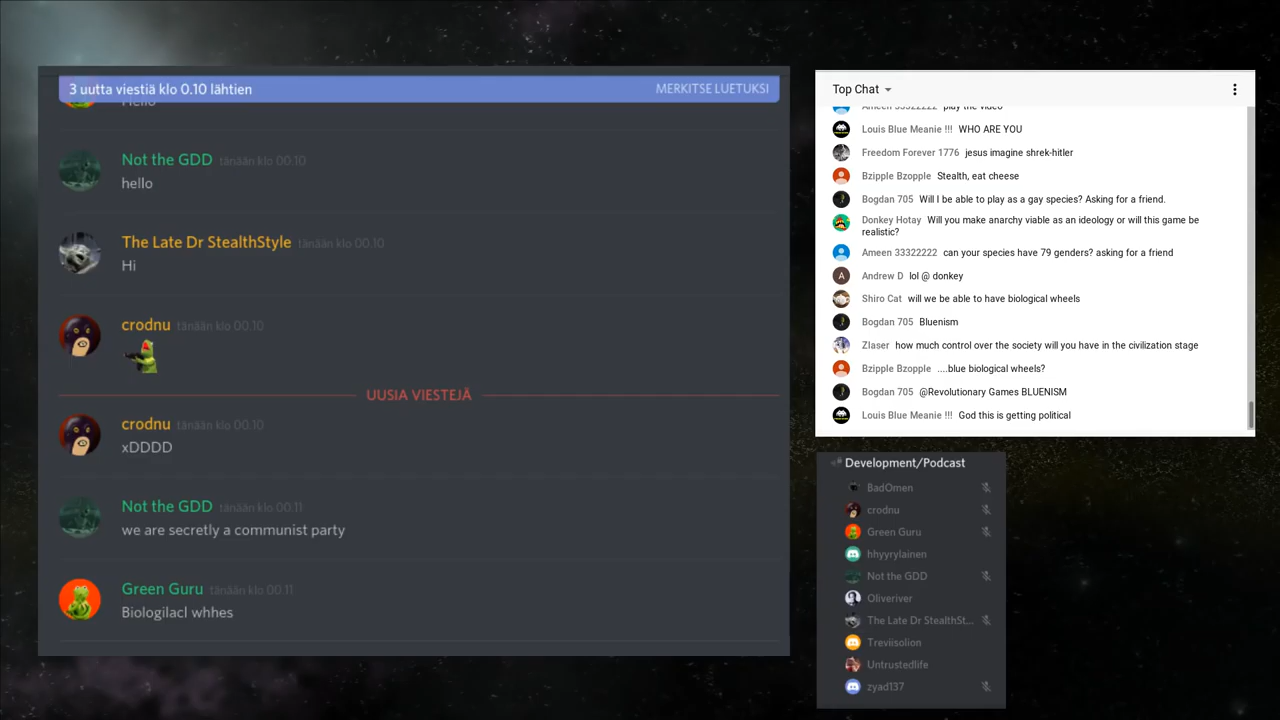 3 uutta viestiä klo 0.10 lähtien MERKITSE LUETUKSI
Hello
Not the GDD tänään klo 00.10
hello
The Late Dr StealthStyle tänään klo 00.10
Hi
crodnu tänään klo 00.10
UUSIA VIESTEJÄ
crodnu tänään klo 00.10
xDDDD
Not the GDD tänään klo 00.11
we are secretly a communist party
Green Guru tänään klo 00.11
Biologilacl whhes
Top Chat
Ameen 33322222 play the video
Louis Blue Meanie !!! WHO ARE YOU
Freedom Forever 1776 jesus imagine shrek-hitler
Bzipple Bzopple Stealth, eat cheese
Bogdan 705 Will I be able to play as a gay species? Asking for a friend.
Donkey Hotay Will you make anarchy viable as an ideology or will this game be
realistic?
Ameen 33322222 can your species have 79 genders? asking for a friend
A Andrew D lol @ donkey
Shiro Cat will we be able to have biological wheels
Bogdan 705 Bluenism
Zlaser how much control over the society will you have in the civilization stage
Bzipple Bzopple ....blue biological wheels?
Bogdan 705 @Revolutionary Games BLUENISM
Louis Blue Meanie !!! God this is getting political
Development/Podcast
BadOmen
crodnu
Green Guru
hhyyrylainen
Not the GDD
Oliveriver
The Late Dr StealthSt...
Treviisolion
Untrustedlife
zyad137